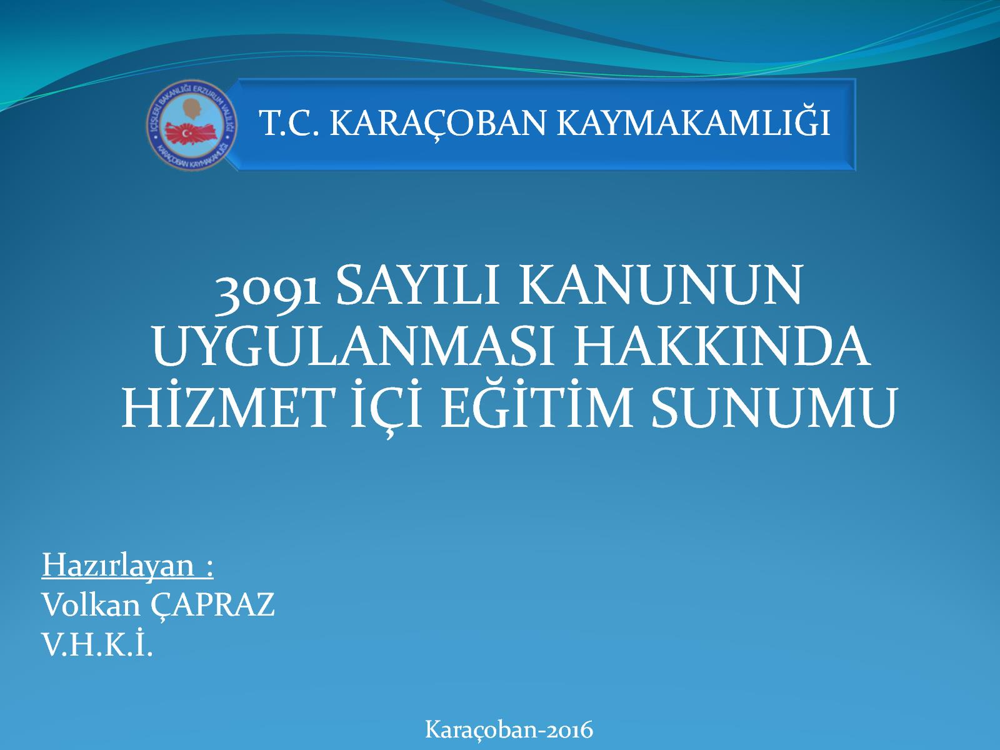 İÇİŞLERİ BAKANLIĞI ERZURUM VALİLİĞİ
KARAÇOBAN KAYMAKAMLIĞI
T.C. KARAÇOBAN KAYMAKAMLIĞI
3091 SAYILI KANUNUN
UYGULANMASI HAKKINDA
HİZMET İÇİ EĞİTİM SUNUMU
Hazırlayan :
Volkan ÇAPRAZ
V.H.K.İ.
Karaçoban-2016